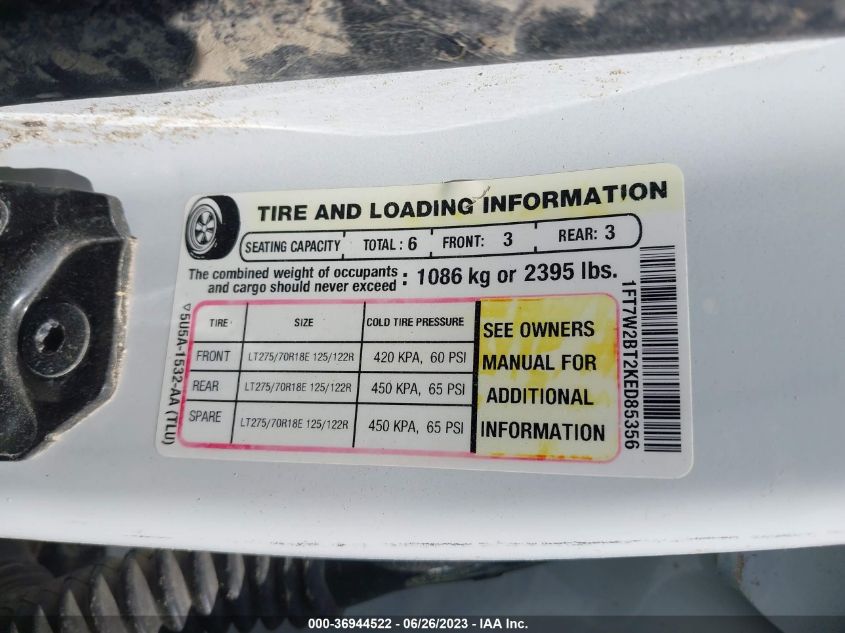 TIRE AND LOADING INFORMATION
SEATING CAPACITY TOTAL: 6 FRONT: 3 REAR: 3
The combined weight of occupants
and cargo should never exceed : 1086 kg or 2395 lbs.
TIRE SIZE COLD TIRE PRESSURE
FRONT LT275/70R18E 125/122R 420 KPA, 60 PSI
REAR LT275/70R18E 125/122R 450 KPA, 65 PSI
SPARE LT275/70R18E 125/122R 450 KPA, 65 PSI
SEE OWNERS
MANUAL FOR
ADDITIONAL
INFORMATION
5U5A-1532-AA (TLU)
1FT7W2BT2KED85356
000-36944522 - 06/26/2023 - IAA Inc.